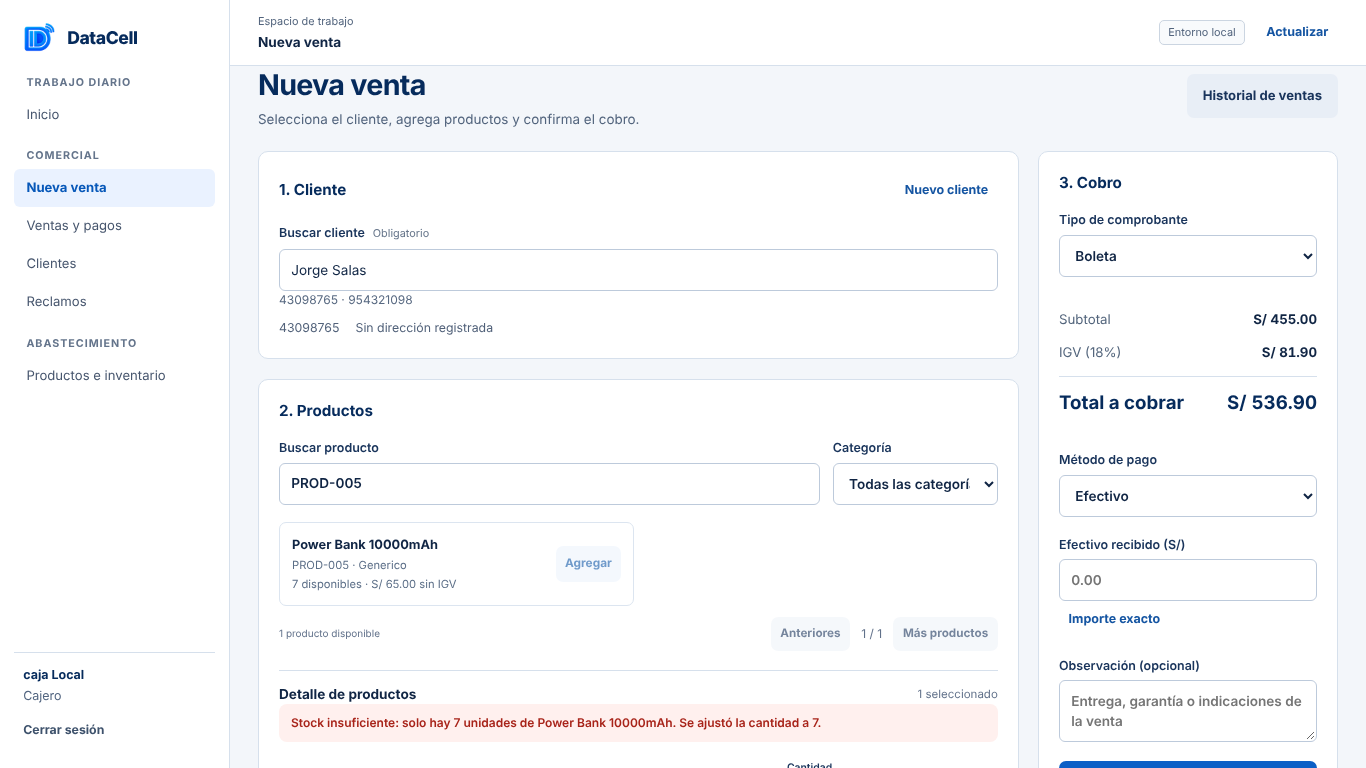 DataCell
TRABAJO DIARIO
Inicio
COMERCIAL
Nueva venta
Ventas y pagos
Clientes
Reclamos
ABASTECIMIENTO
Productos e inventario
caja Local
Cajero
Cerrar sesión
Espacio de trabajo
Nueva venta
Entorno local
Actualizar
Nueva venta
Selecciona el cliente, agrega productos y confirma el cobro.
Historial de ventas
1. Cliente
Nuevo cliente
Buscar cliente Obligatorio
Jorge Salas
43098765 · 954321098
43098765 Sin dirección registrada
2. Productos
Buscar producto
Categoría
PROD-005
Todas las categorí
Power Bank 10000mAh
PROD-005 · Generico
7 disponibles · S/ 65.00 sin IGV
Agregar
1 producto disponible
Anteriores
1 / 1
Más productos
Detalle de productos
1 seleccionado
Stock insuficiente: solo hay 7 unidades de Power Bank 10000mAh. Se ajustó la cantidad a 7.
Cantidad
3. Cobro
Tipo de comprobante
Boleta
Subtotal S/ 455.00
IGV (18%) S/ 81.90
Total a cobrar S/ 536.90
Método de pago
Efectivo
Efectivo recibido (S/)
0.00
Importe exacto
Observación (opcional)
Entrega, garantía o indicaciones de
la venta